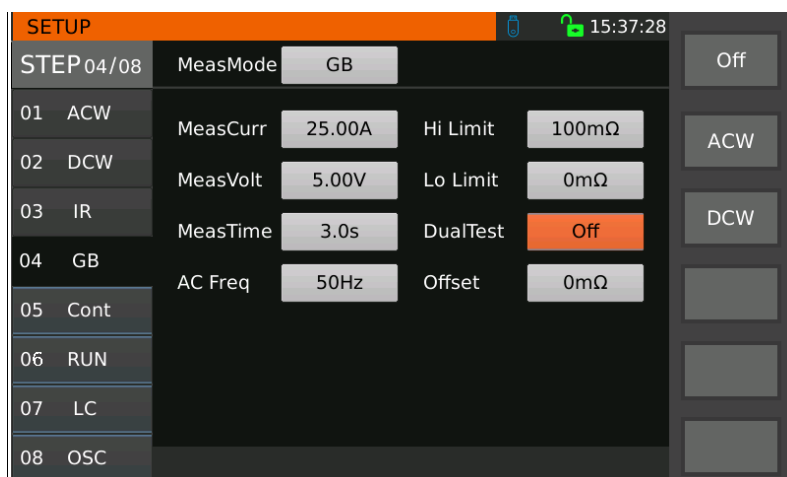 SETUP 15:37:28
STEP 04/08 MeasMode GB
Off
01 ACW
MeasCurr 25.00A Hi Limit 100mΩ
ACW
02 DCW
MeasVolt 5.00V Lo Limit 0mΩ
03 IR
MeasTime 3.0s DualTest Off
DCW
04 GB
AC Freq 50Hz Offset 0mΩ
05 Cont
06 RUN
07 LC
08 OSC